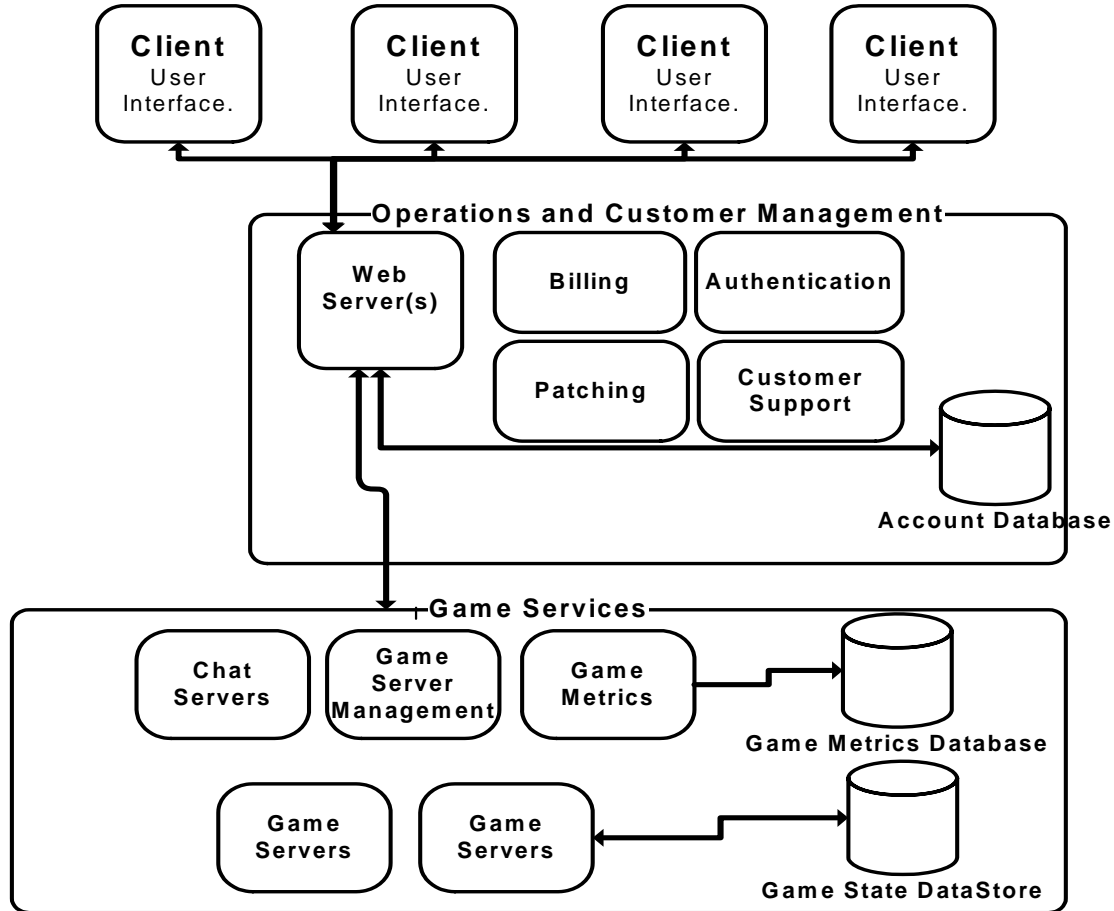 Client
User
Interface.
Client
User
Interface.
Client
User
Interface.
Client
User
Interface.
Operations and Customer Management
Web
Server(s)
Billing
Authentication
Patching
Customer
Support
Account Database
Game Services
Chat
Servers
Game
Server
Management
Game
Metrics
Game Metrics Database
Game
Servers
Game
Servers
Game State DataStore